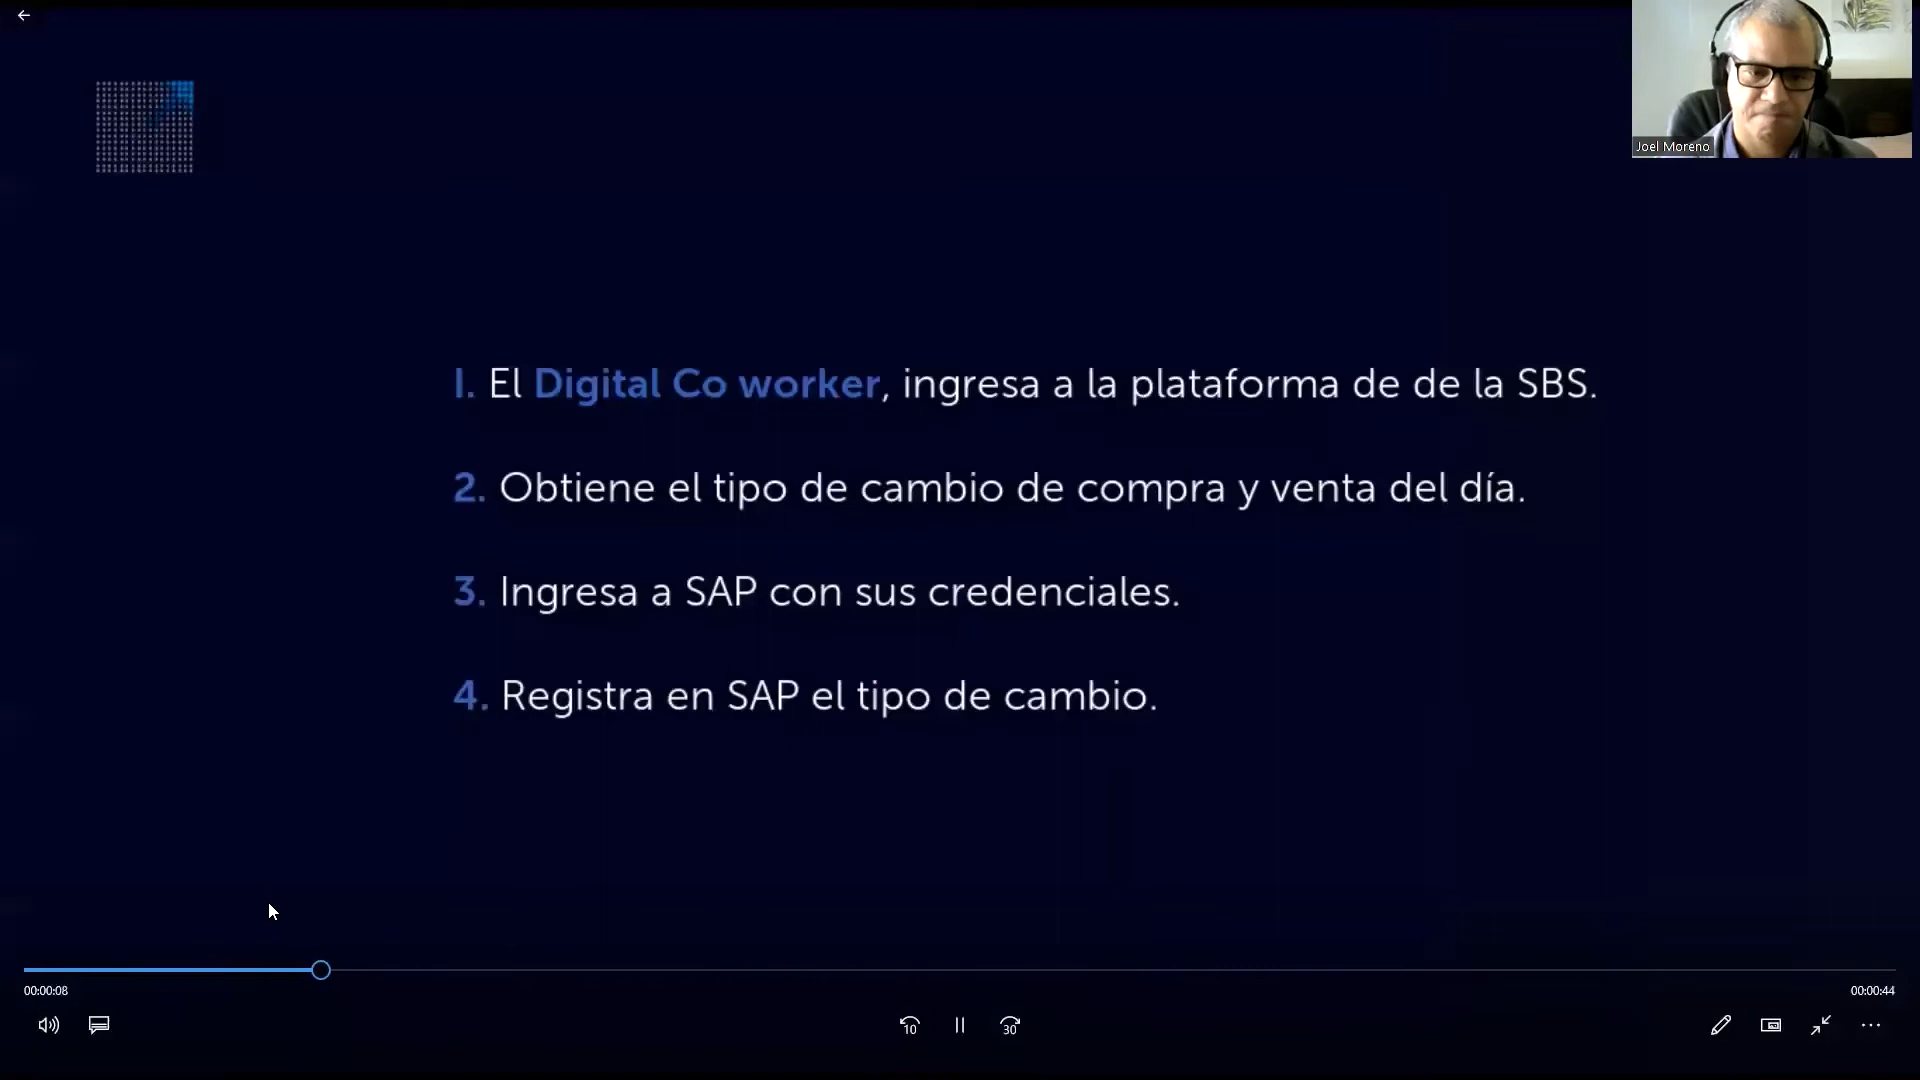 Joel Moreno
1. El Digital Co worker, ingresa a la plataforma de de la SBS.
2. Obtiene el tipo de cambio de compra y venta del día.
3. Ingresa a SAP con sus credenciales.
4. Registra en SAP el tipo de cambio.
00:00:08
00:00:44
10
30